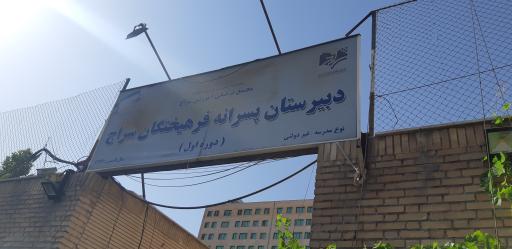 دبیرستان پسرانه فرهیختگان سراج
(دوره اول)
نوع مدرسه: غیر دولتی